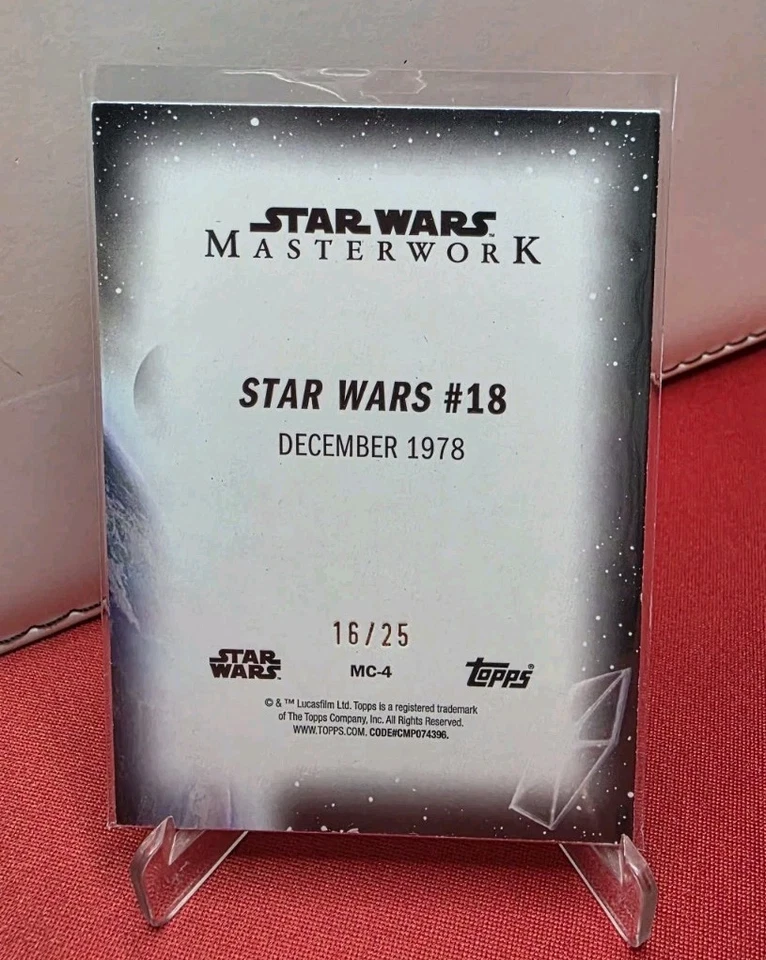 STAR WARS™
MASTERWORK
STAR WARS #18
DECEMBER 1978
16/25
STAR
WARS.
MC-4
topps®
© & ™ Lucasfilm Ltd. Topps is a registered trademark
of The Topps Company, Inc. All Rights Reserved.
WWW.TOPPS.COM. CODE#CMP074396.